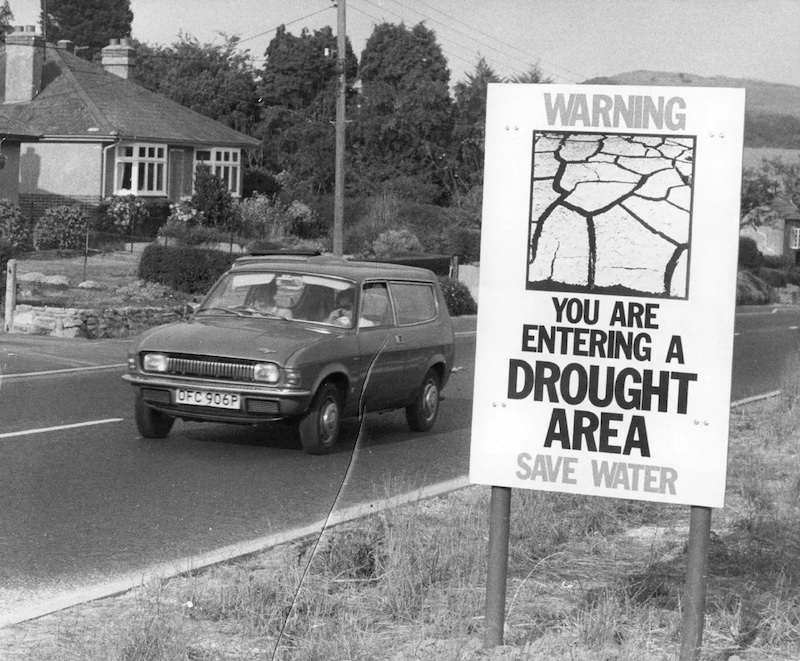 WARNING
YOU ARE
ENTERING A
DROUGHT
AREA
SAVE WATER
OFC 906P